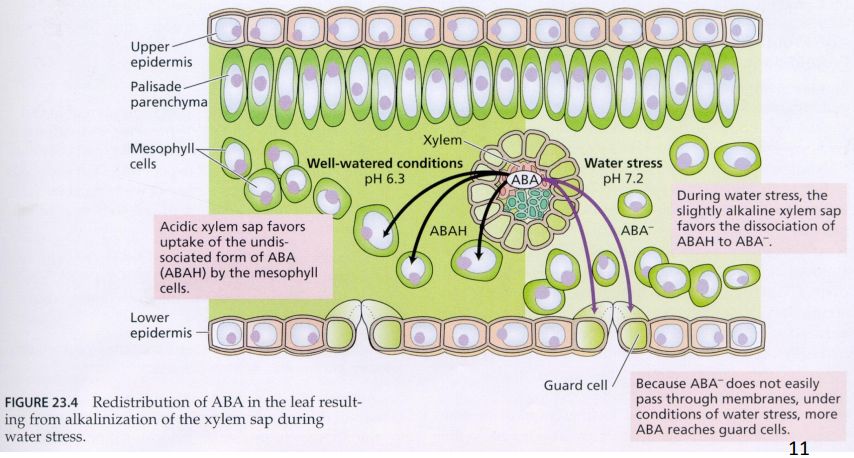 Upper
epidermis
Palisade
parenchyma
Mesophyll
cells
Xylem
Well-watered conditions
pH 6.3
ABA
Water stress
pH 7.2
ABAH
ABA⁻
Acidic xylem sap favors
uptake of the undis-
sociated form of ABA
(ABAH) by the mesophyll
cells.
During water stress, the
slightly alkaline xylem sap
favors the dissociation of
ABAH to ABA⁻.
Lower
epidermis
Guard cell
Because ABA⁻ does not easily
pass through membranes, under
conditions of water stress, more
ABA reaches guard cells.
FIGURE 23.4 Redistribution of ABA in the leaf result-
ing from alkalinization of the xylem sap during
water stress.
11